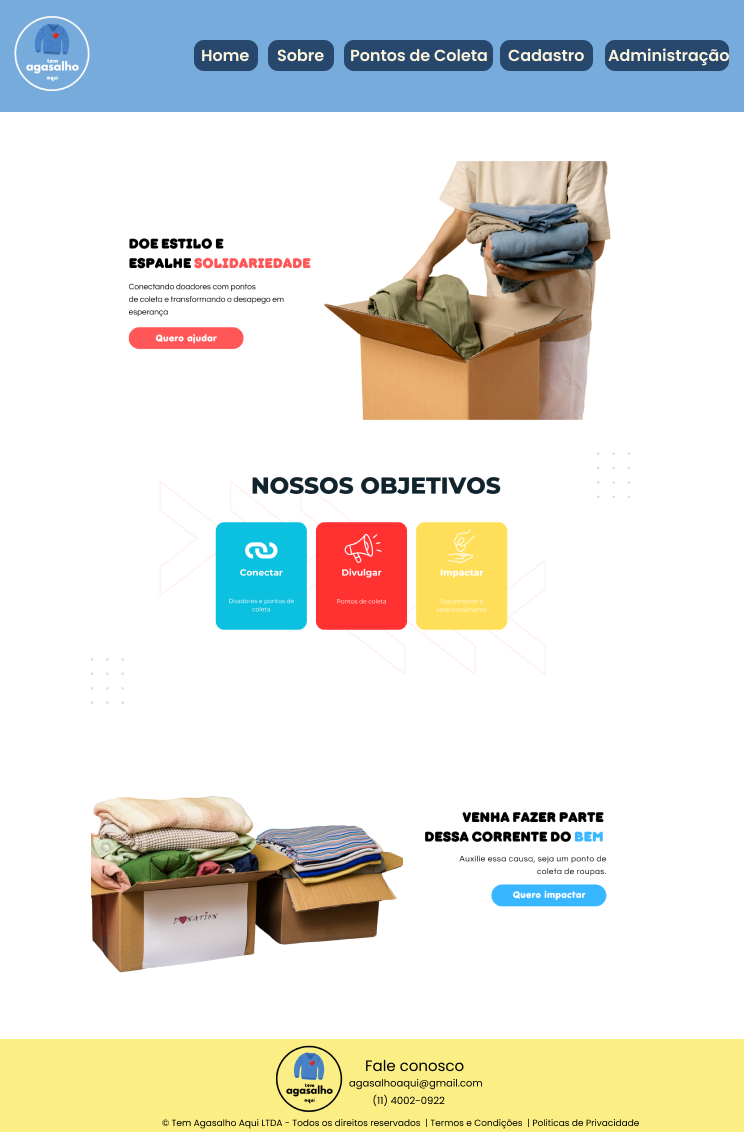 tem
agasalho
aqui
Home
Sobre
Pontos de Coleta
Cadastro
Administração
DOE ESTILO E
ESPALHE SOLIDARIEDADE
Conectando doadores com pontos
de coleta e transformando o desapego em
esperança
Quero ajudar
NOSSOS OBJETIVOS
Conectar
Doadores e pontos de
coleta
Divulgar
Pontos de coleta
Impactar
Socialmente e
ambientalmente
VENHA FAZER PARTE
DESSA CORRENTE DO BEM
Auxilie essa causa, seja um ponto de
coleta de roupas.
Quero impactar
DONATION
tem
agasalho
aqui
Fale conosco
agasalhoaqui@gmail.com
(11) 4002-0922
© Tem Agasalho Aqui LTDA - Todos os direitos reservados | Termos e Condições | Politicas de Privacidade